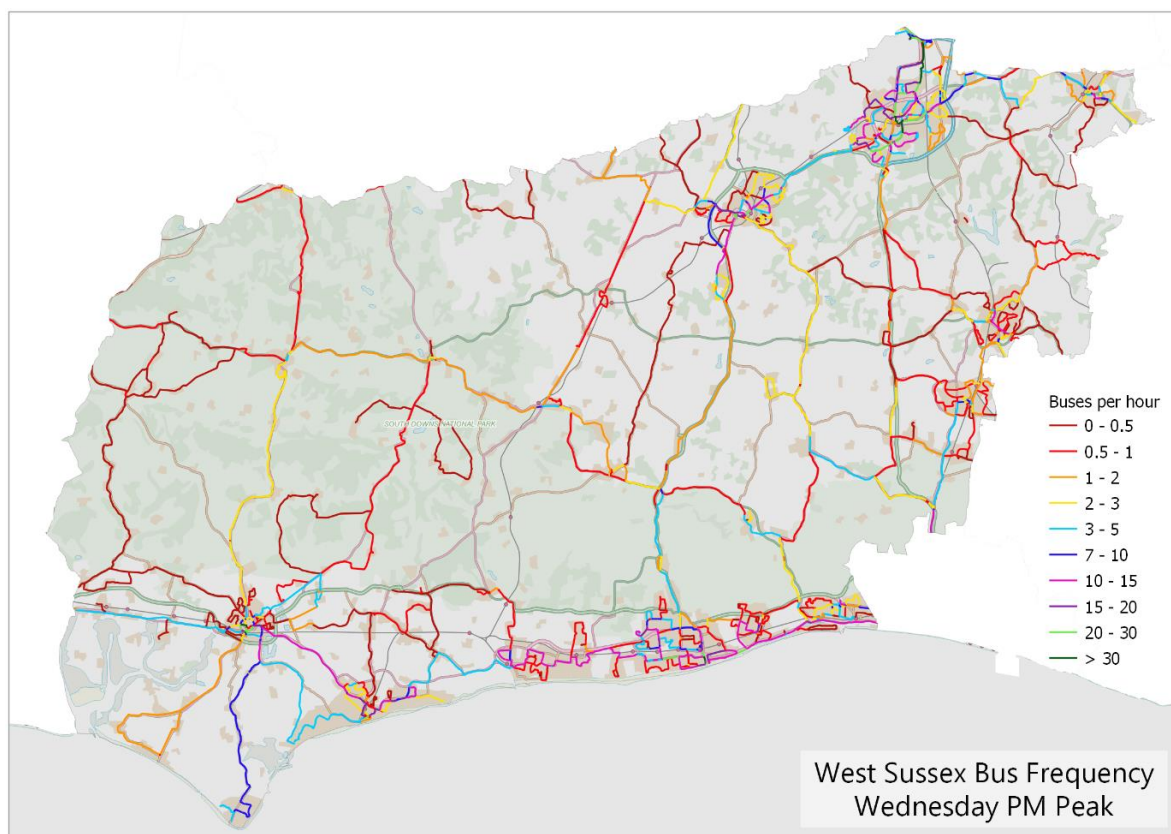 SOUTH DOWNS NATIONAL PARK
Buses per hour
0 - 0.5
0.5 - 1
1 - 2
2 - 3
3 - 5
7 - 10
10 - 15
15 - 20
20 - 30
> 30
West Sussex Bus Frequency
Wednesday PM Peak